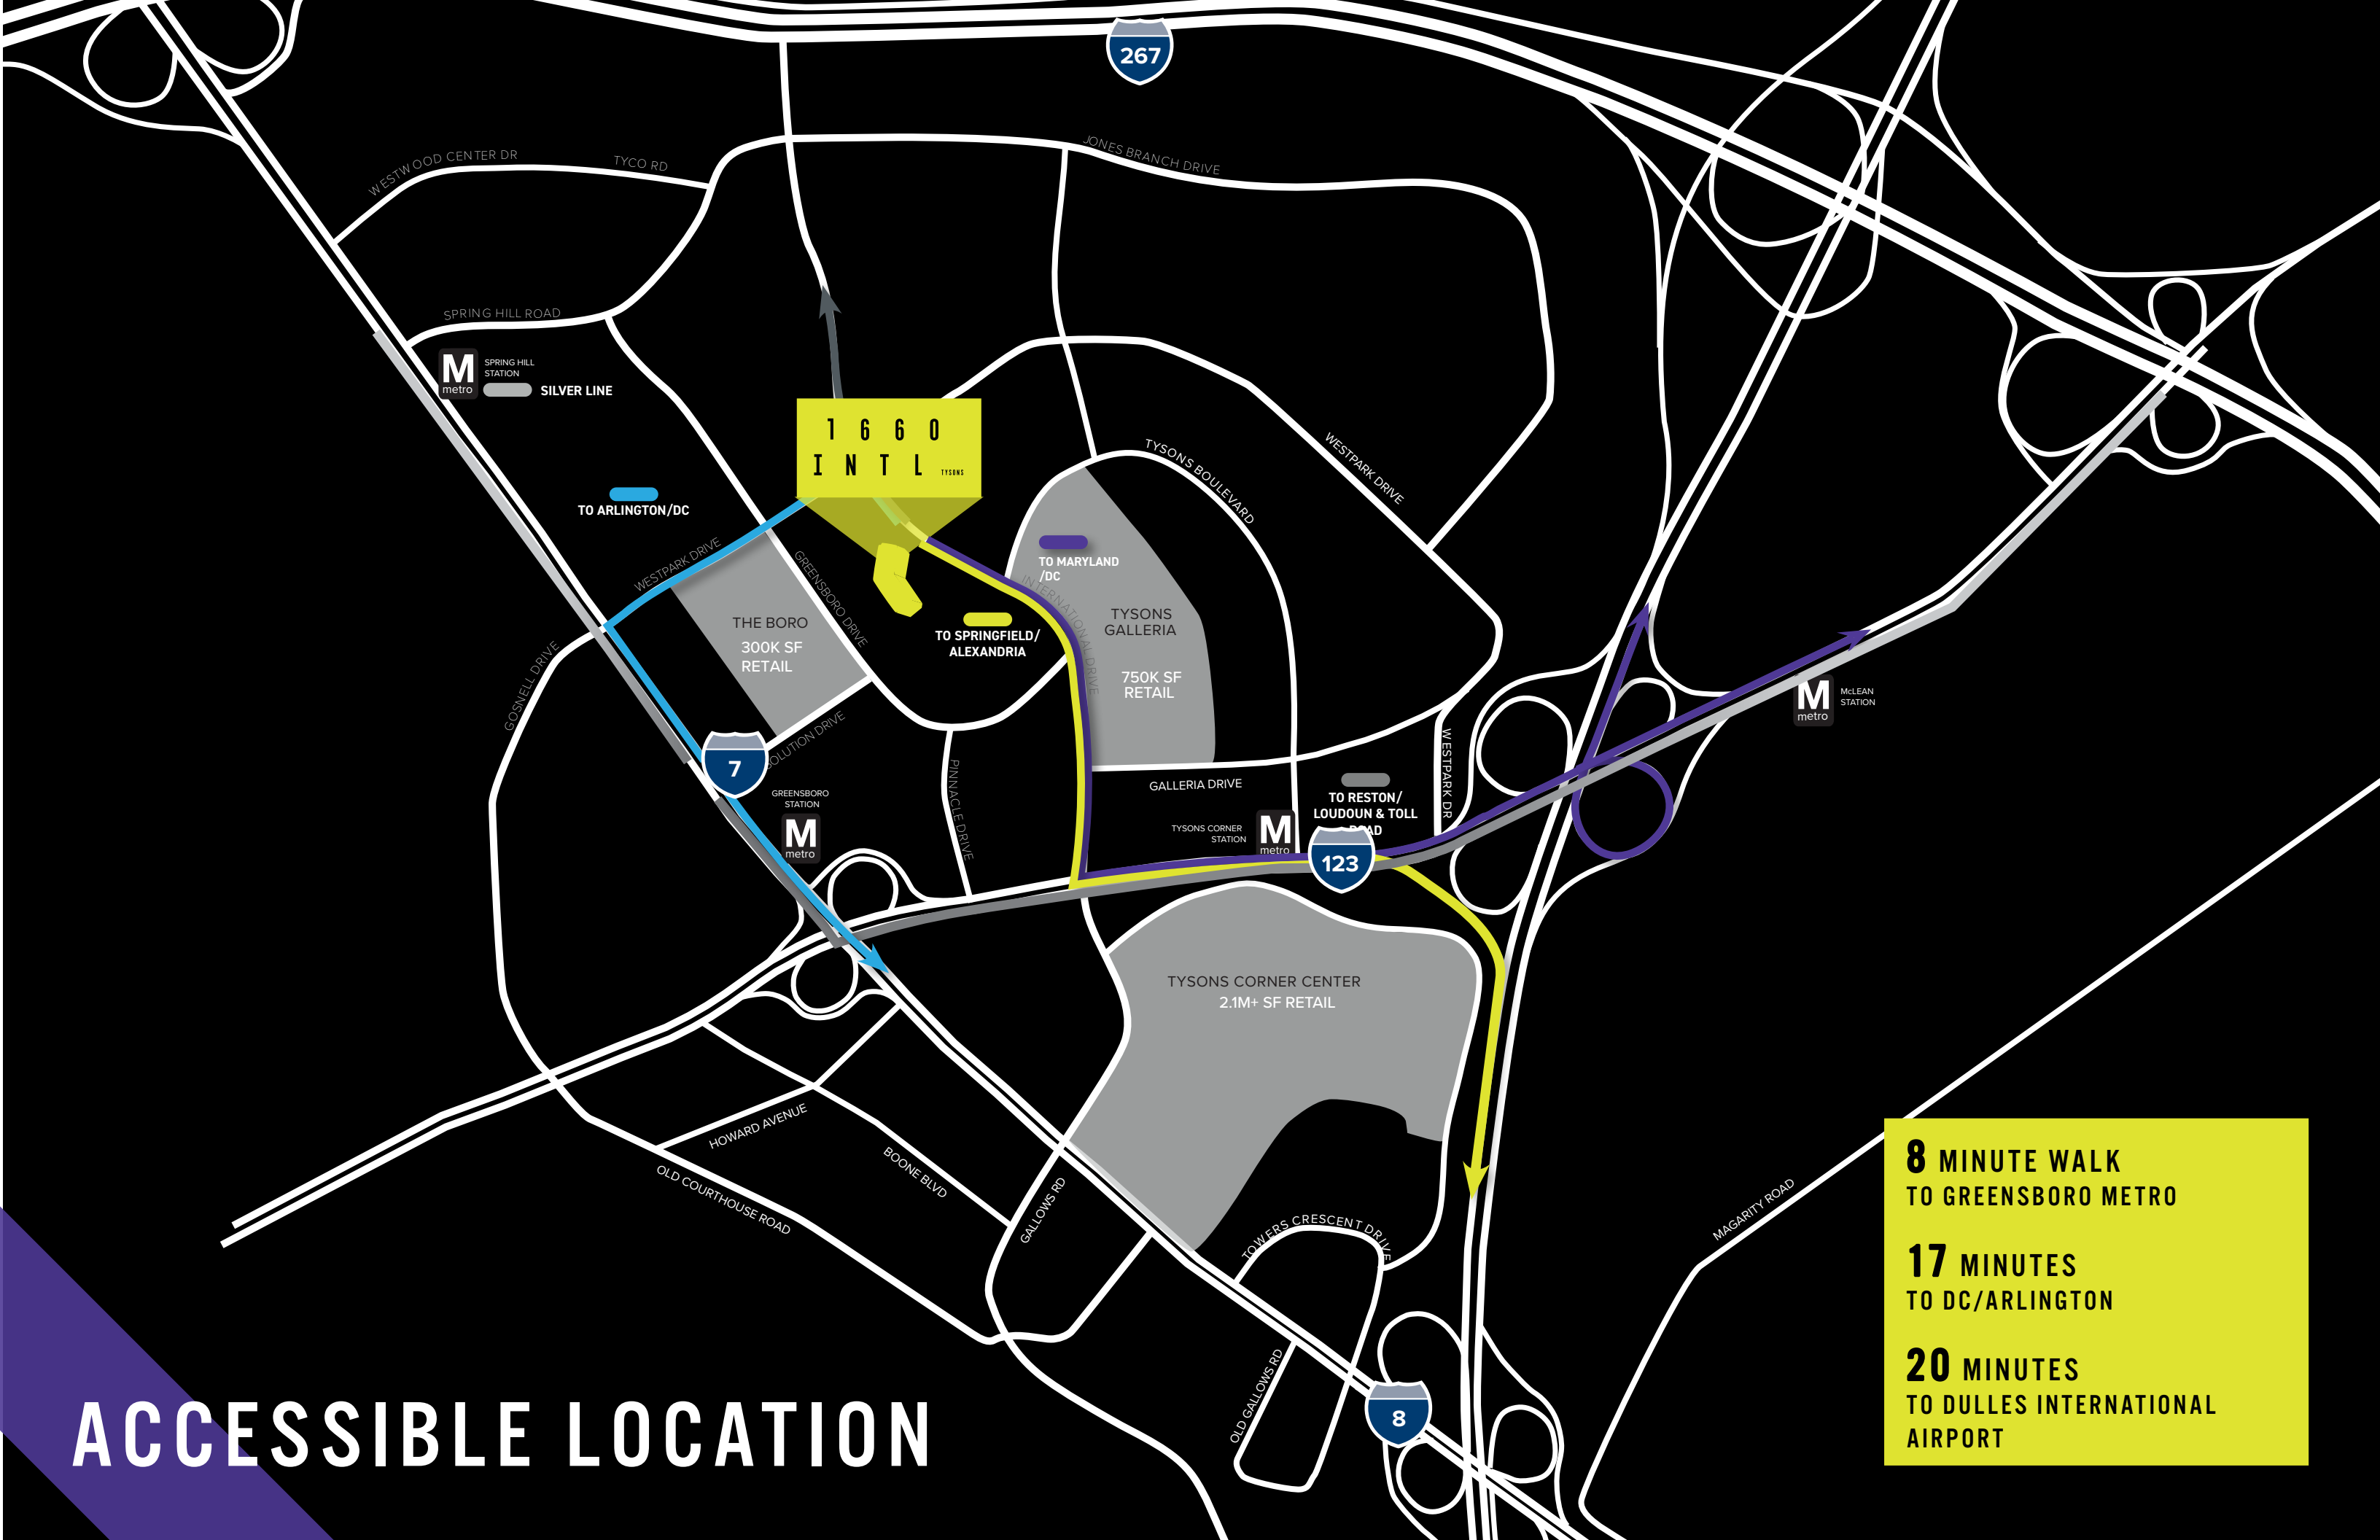 267
WESTWOOD CENTER DR
TYCO RD
JONES BRANCH DRIVE
SPRING HILL ROAD
M
metro
SPRING HILL
STATION
SILVER LINE
1660
INTL TYSONS
TO ARLINGTON/DC
WESTPARK DRIVE
GREENSBORO DRIVE
TYSONS BOULEVARD
WESTPARK DRIVE
TO MARYLAND
/DC
INTERNATIONAL DRIVE
TYSONS
GALLERIA
750K SF
RETAIL
THE BORO
300K SF
RETAIL
TO SPRINGFIELD/
ALEXANDRIA
GOSNELL DRIVE
SOLUTION DRIVE
7
GREENSBORO
STATION
M
metro
PINNACLE DRIVE
GALLERIA DRIVE
WESTPARK DR
TO RESTON/
LOUDOUN & TOLL
ROAD
TYSONS CORNER
STATION
M
metro
123
M
metro
McLEAN
STATION
TYSONS CORNER CENTER
2.1M+ SF RETAIL
HOWARD AVENUE
OLD COURTHOUSE ROAD
BOONE BLVD
GALLOWS RD
TOWERS CRESCENT DRIVE
OLD GALLOWS RD
MAGARITY ROAD
8
8 MINUTE WALK
TO GREENSBORO METRO
17 MINUTES
TO DC/ARLINGTON
20 MINUTES
TO DULLES INTERNATIONAL
AIRPORT
ACCESSIBLE LOCATION